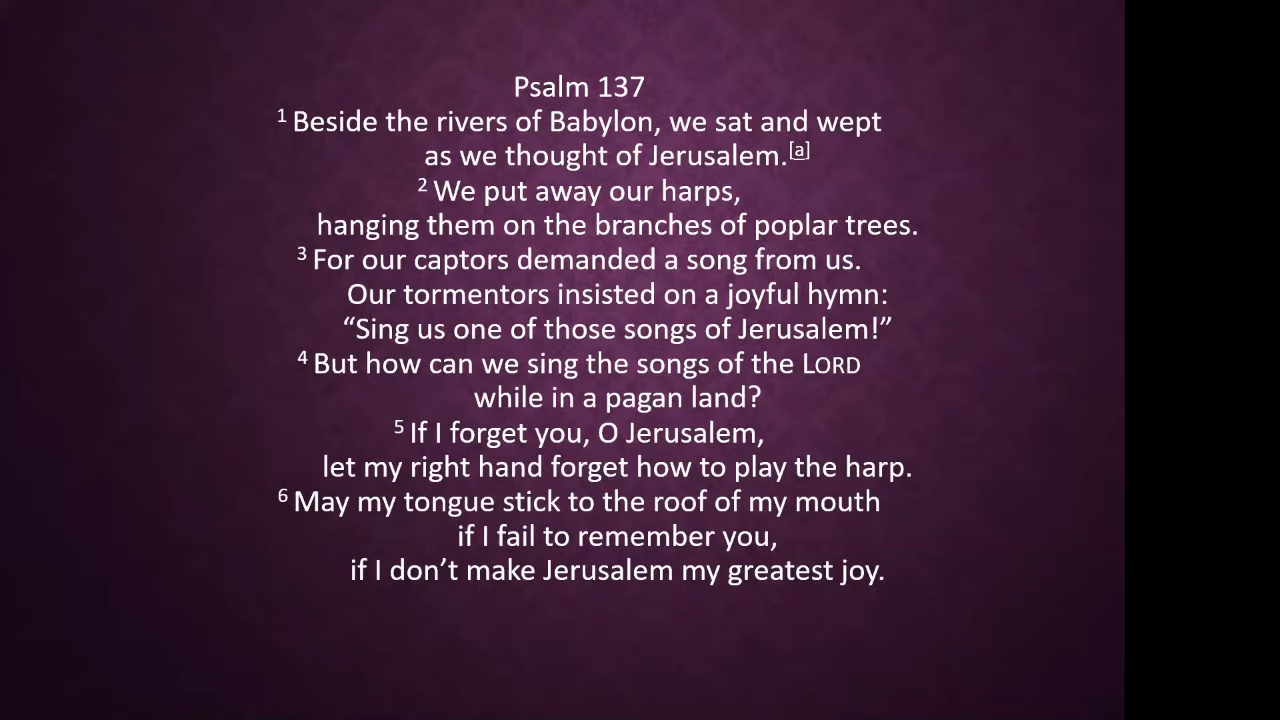 Psalm 137
1 Beside the rivers of Babylon, we sat and wept
as we thought of Jerusalem.[a]
2 We put away our harps,
hanging them on the branches of poplar trees.
3 For our captors demanded a song from us.
Our tormentors insisted on a joyful hymn:
“Sing us one of those songs of Jerusalem!”
4 But how can we sing the songs of the LORD
while in a pagan land?
5 If I forget you, O Jerusalem,
let my right hand forget how to play the harp.
6 May my tongue stick to the roof of my mouth
if I fail to remember you,
if I don’t make Jerusalem my greatest joy.